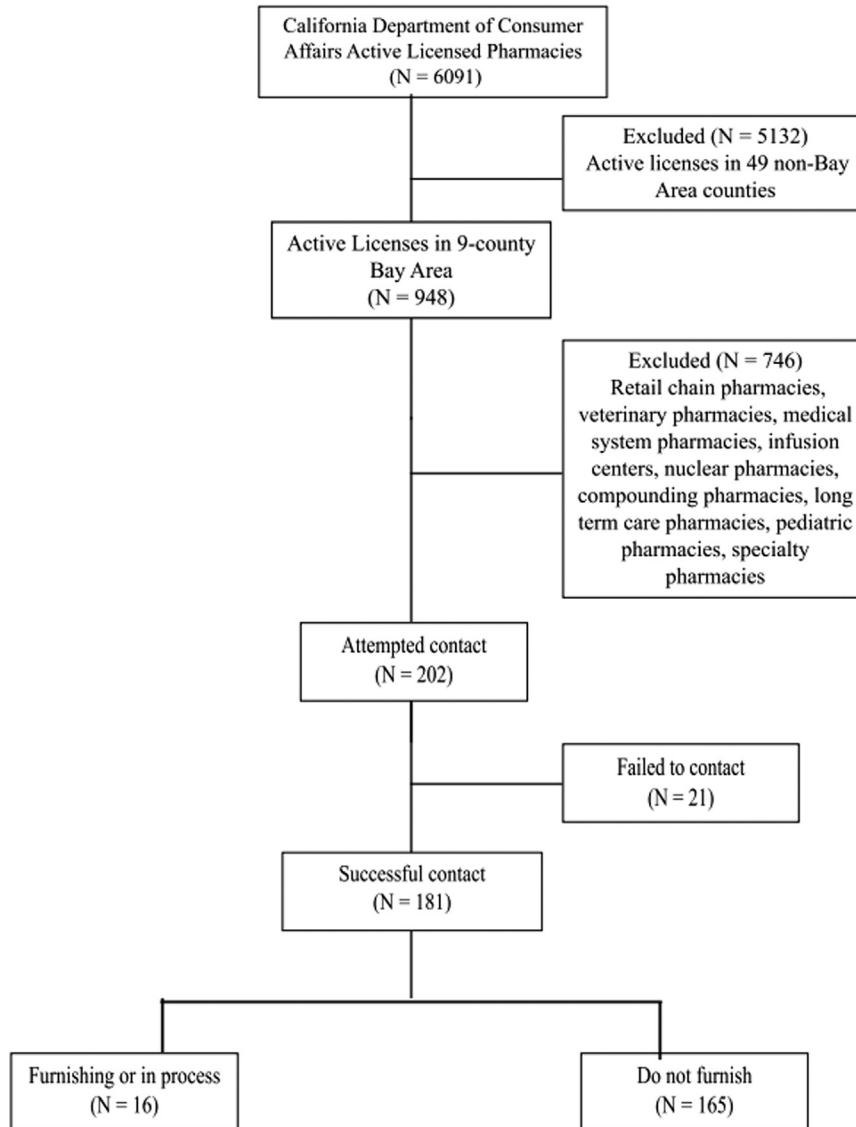 California Department of Consumer
Affairs Active Licensed Pharmacies
(N = 6091)
Excluded (N = 5132)
Active licenses in 49 non-Bay
Area counties
Active Licenses in 9-county
Bay Area
(N = 948)
Excluded (N = 746)
Retail chain pharmacies,
veterinary pharmacies, medical
system pharmacies, infusion
centers, nuclear pharmacies,
compounding pharmacies, long
term care pharmacies, pediatric
pharmacies, specialty
pharmacies
Attempted contact
(N = 202)
Failed to contact
(N = 21)
Successful contact
(N = 181)
Furnishing or in process
(N = 16)
Do not furnish
(N = 165)